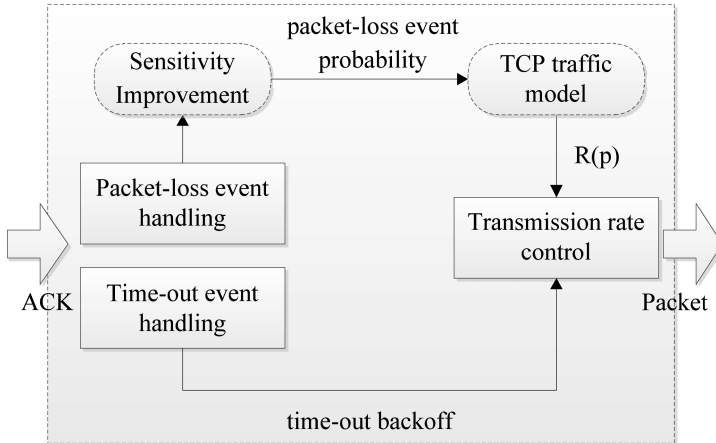 packet-loss event
probability
Sensitivity
Improvement
TCP traffic
model
R(p)
Packet-loss event
handling
Transmission rate
control
ACK
Time-out event
handling
Packet
time-out backoff